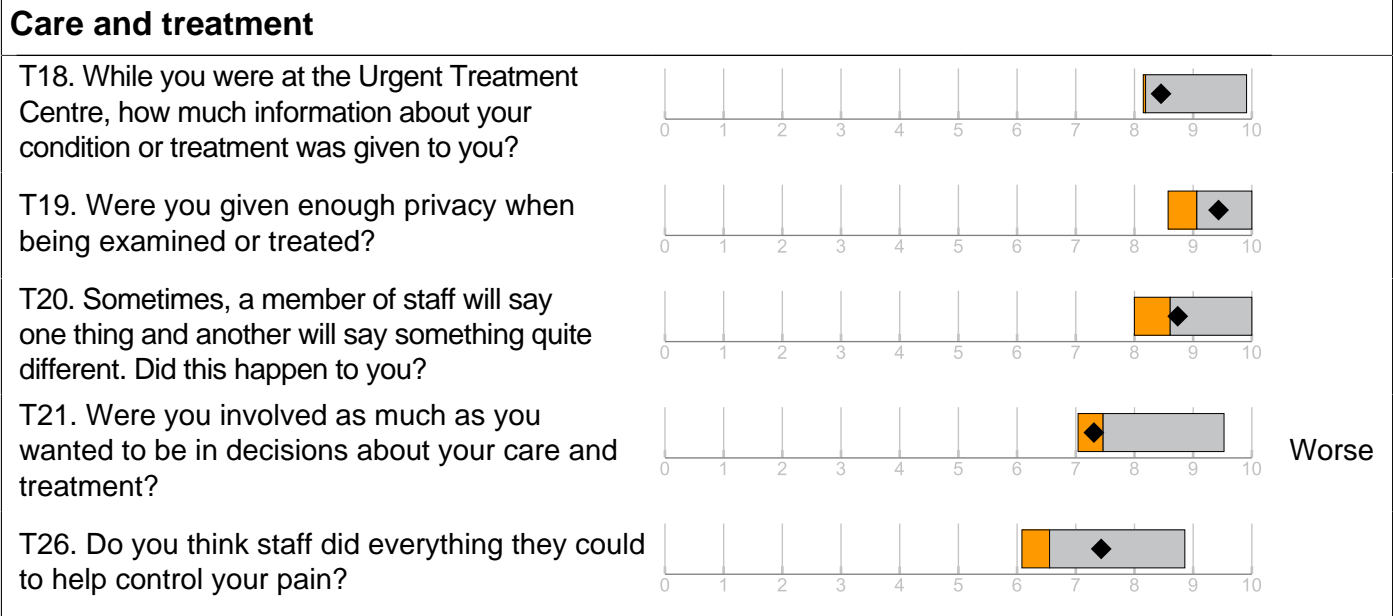 Care and treatment
T18. While you were at the Urgent Treatment
Centre, how much information about your
condition or treatment was given to you?
0 1 2 3 4 5 6 7 8 9 10
T19. Were you given enough privacy when
being examined or treated?
0 1 2 3 4 5 6 7 8 9 10
T20. Sometimes, a member of staff will say
one thing and another will say something quite
different. Did this happen to you?
0 1 2 3 4 5 6 7 8 9 10
T21. Were you involved as much as you
wanted to be in decisions about your care and
treatment?
0 1 2 3 4 5 6 7 8 9 10
Worse
T26. Do you think staff did everything they could
to help control your pain?
0 1 2 3 4 5 6 7 8 9 10